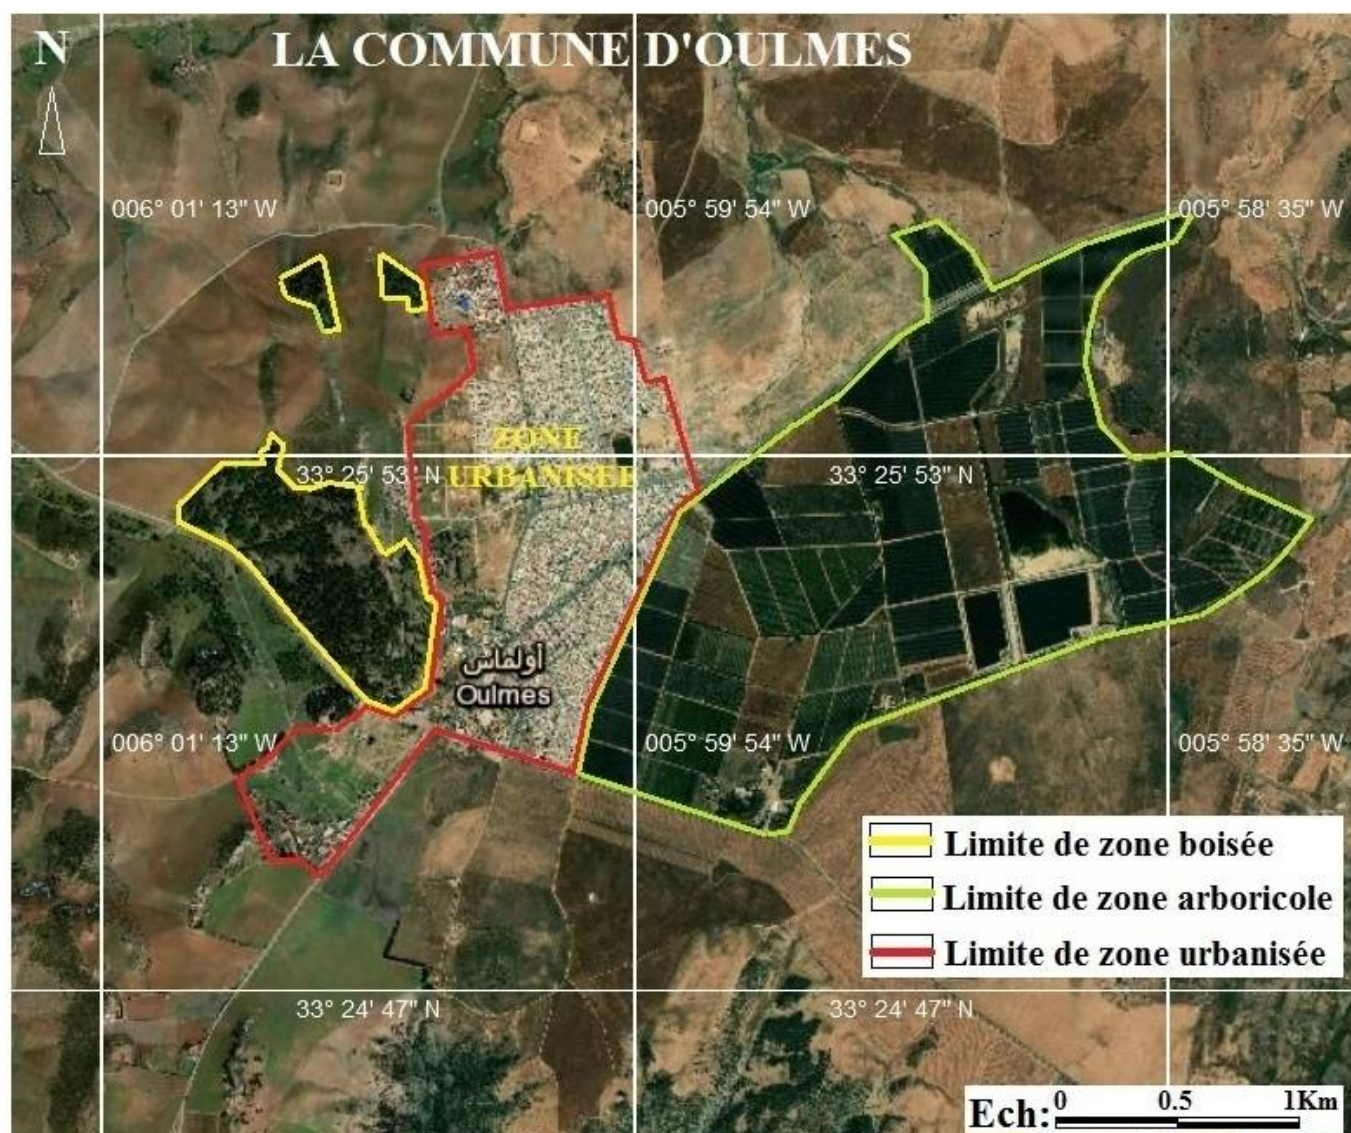 N
LA COMMUNE D'OULMES
006° 01' 13" W
005° 59' 54" W
005° 58' 35" W
ZONE
URBANISEE
33° 25' 53" N
33° 25' 53" N
أولماس
Oulmes
006° 01' 13" W
005° 59' 54" W
005° 58' 35" W
Limite de zone boisée
Limite de zone arboricole
Limite de zone urbanisée
33° 24' 47" N
33° 24' 47" N
Ech: 0 0.5 1Km